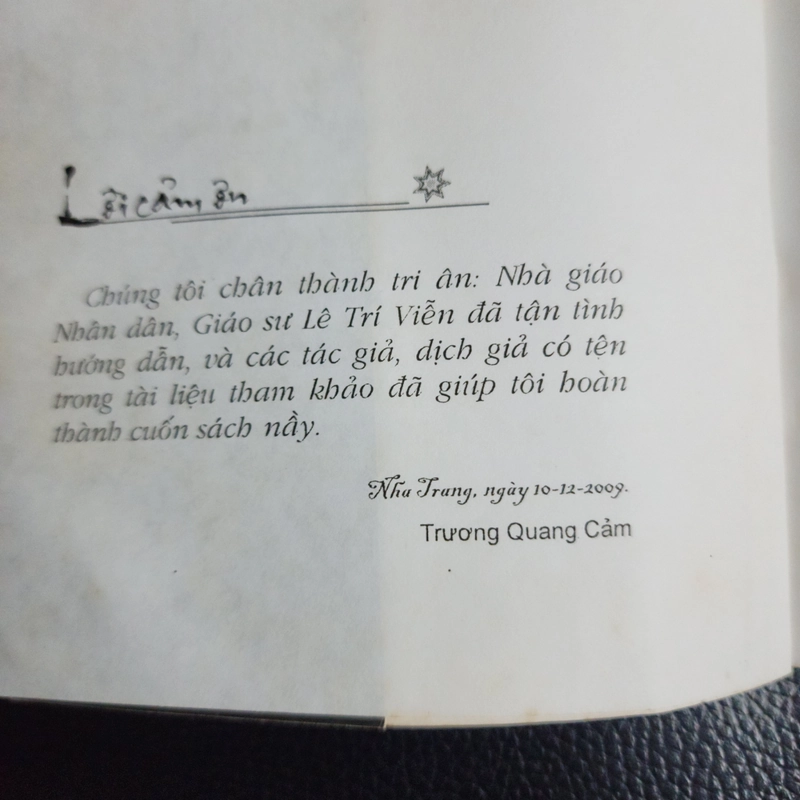 Lời cảm ơn
Chúng tôi chân thành tri ân: Nhà giáo
Nhân dân, Giáo sư Lê Trí Viễn đã tận tình
hướng dẫn, và các tác giả, dịch giả có tện
trong tài liệu tham khảo đã giúp tôi hoàn
thành cuốn sách nầy.
Nha Trang, ngày 10-12-2009.
Trương Quang Cảm